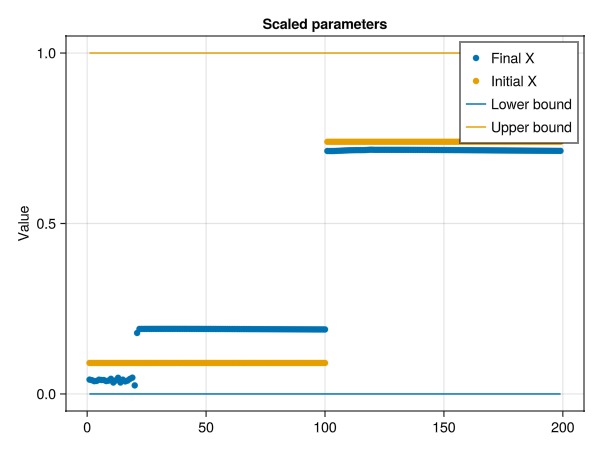 Scaled parameters
Final X
Initial X
Lower bound
Upper bound
Value
1.0
0.5
0.0
0
50
100
150
200